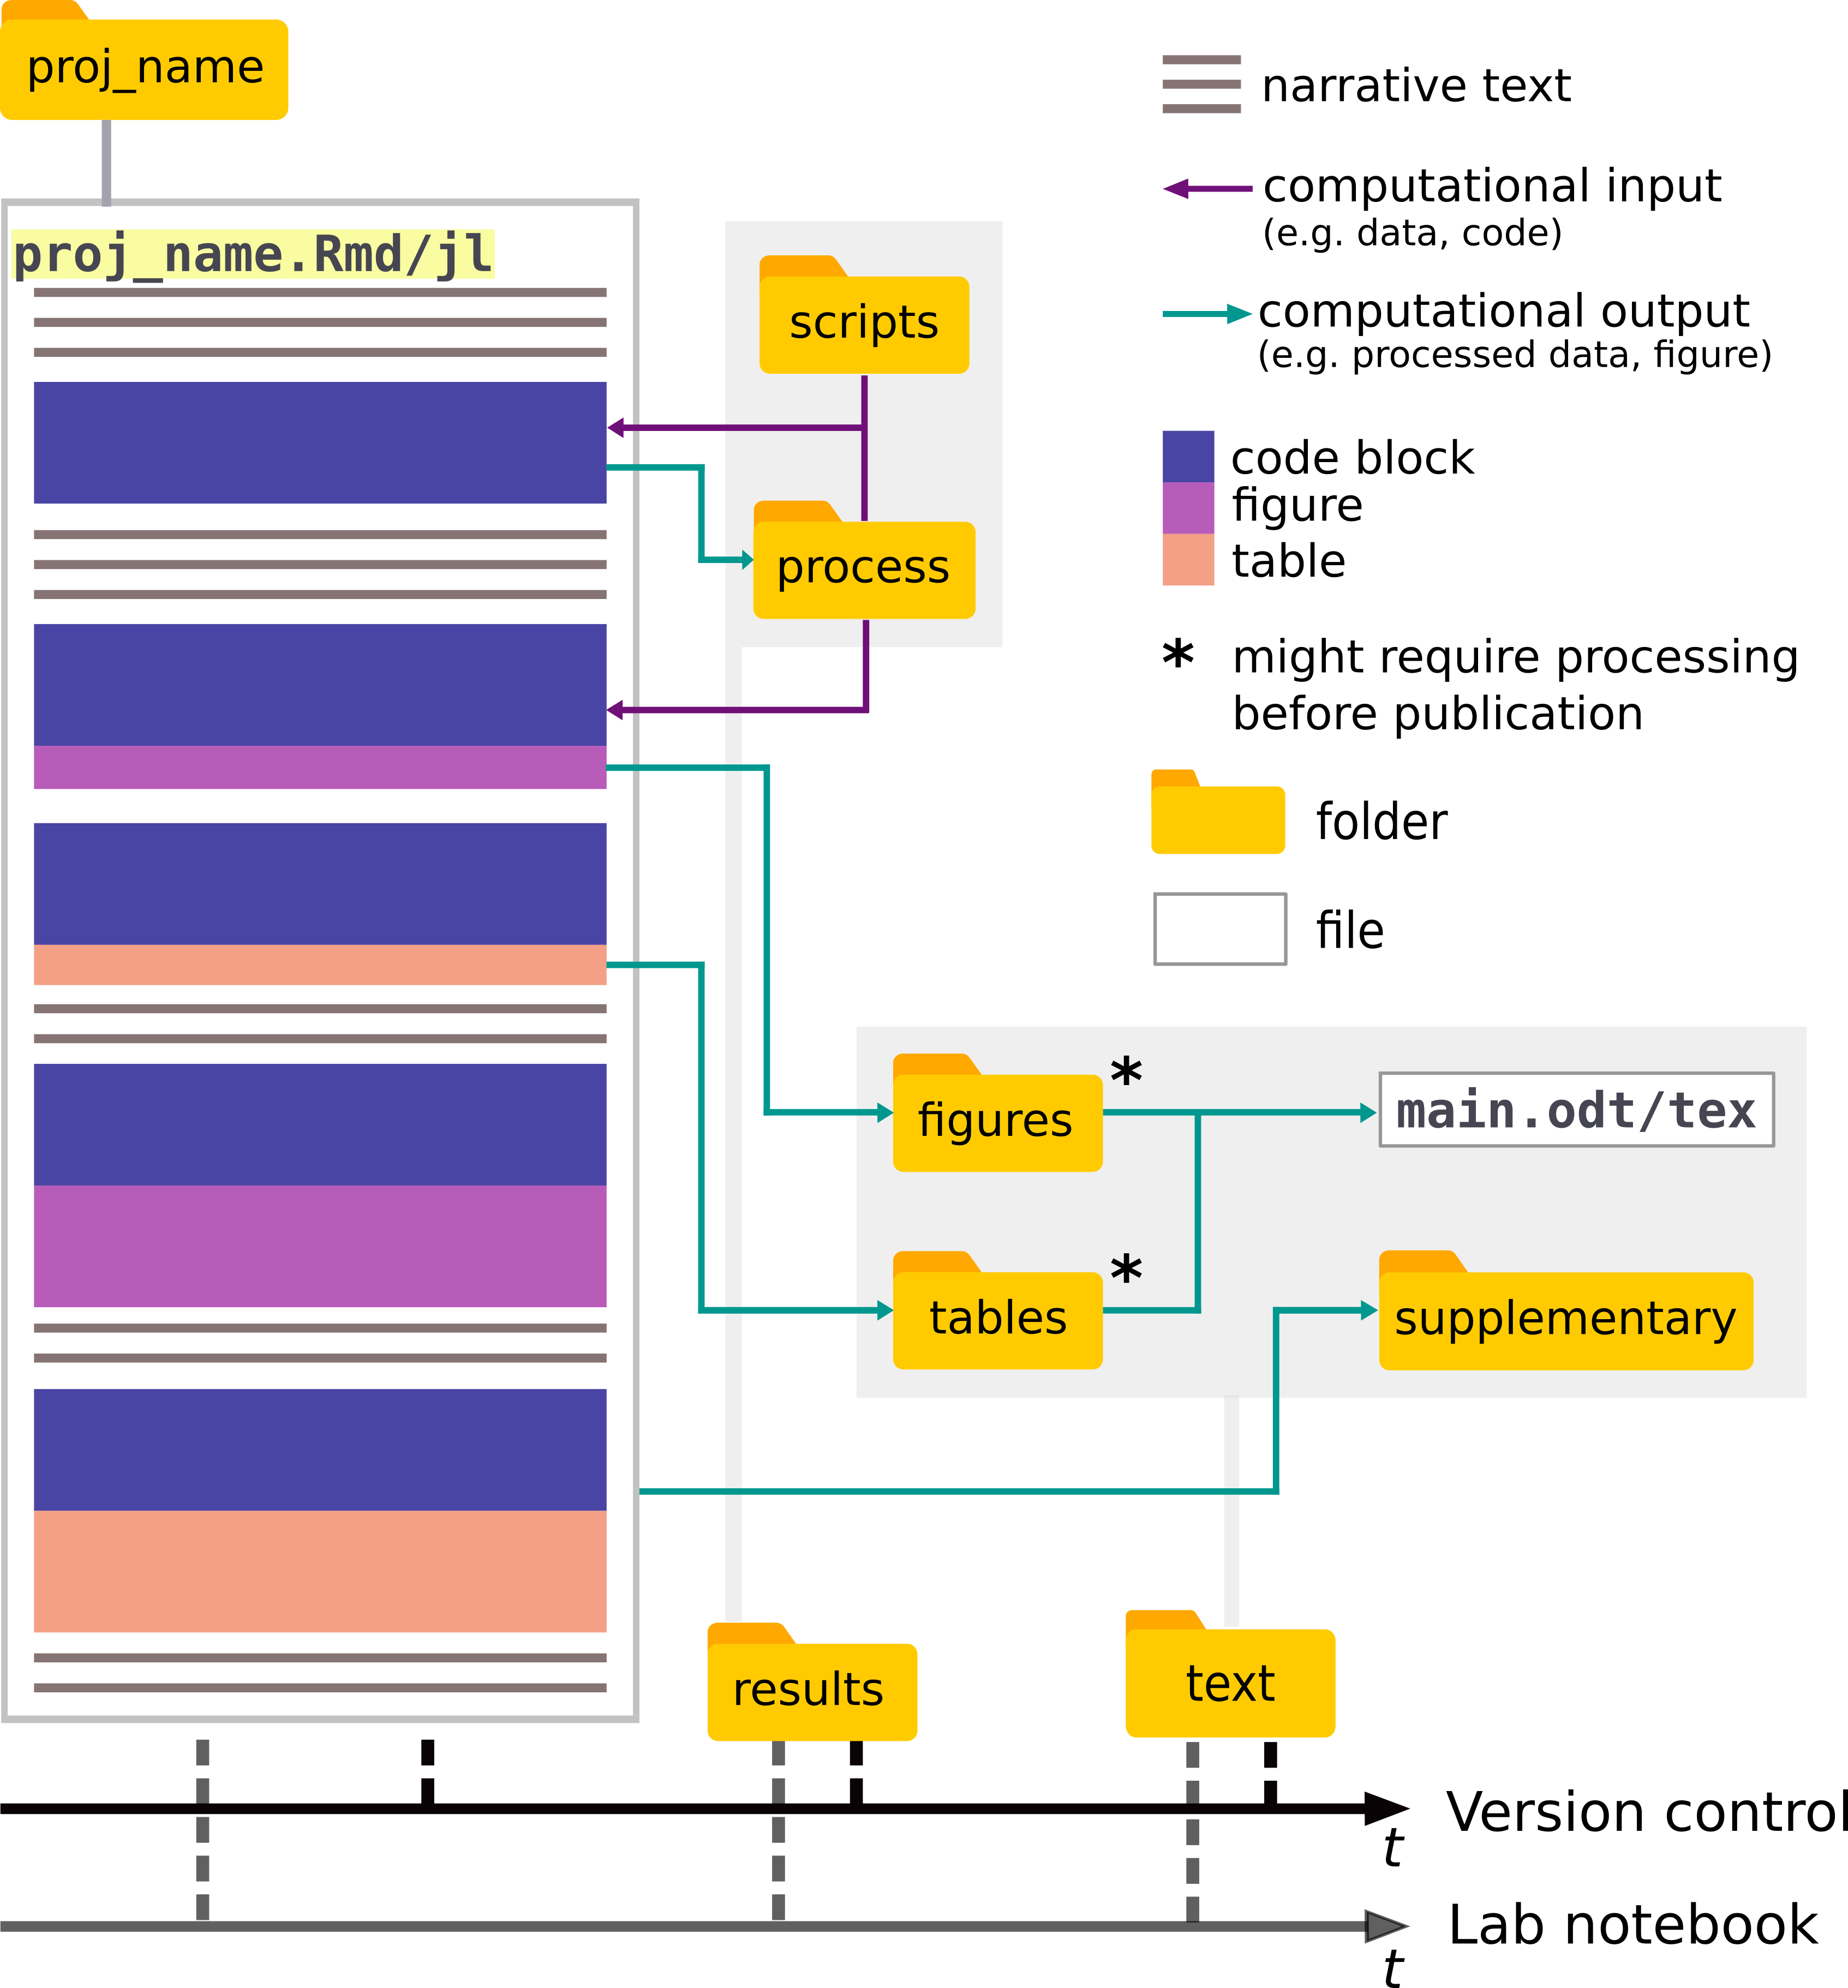 proj_name
proj_name.Rmd/jl
scripts
process
narrative text
computational input
(e.g. data, code)
computational output
(e.g. processed data, figure)
code block
figure
table
* might require processing
before publication
folder
file
figures
*
main.odt/tex
tables
*
supplementary
results
text
Version control
t
Lab notebook
t